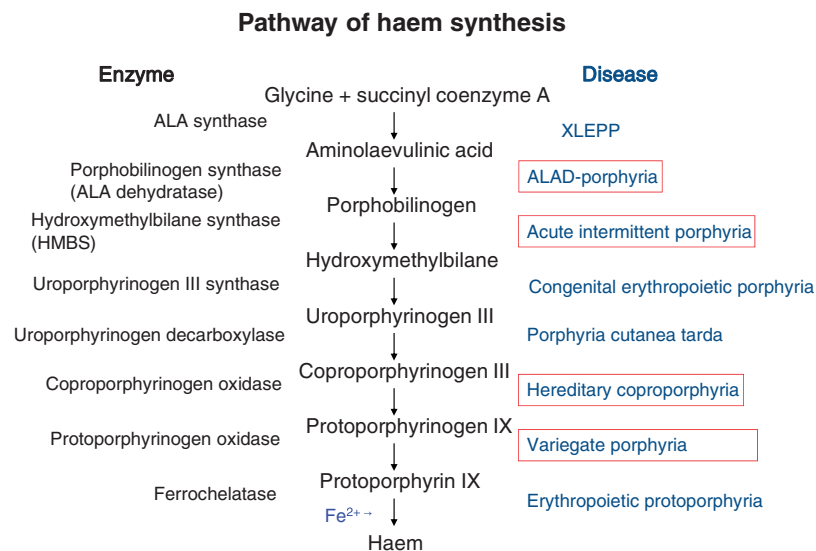 Pathway of haem synthesis
Enzyme
Disease
Glycine + succinyl coenzyme A
ALA synthase
XLEPP
Aminolaevulinic acid
Porphobilinogen synthase
(ALA dehydratase)
ALAD-porphyria
Porphobilinogen
Hydroxymethylbilane synthase
(HMBS)
Acute intermittent porphyria
Hydroxymethylbilane
Uroporphyrinogen III synthase
Congenital erythropoietic porphyria
Uroporphyrinogen III
Uroporphyrinogen decarboxylase
Porphyria cutanea tarda
Coproporphyrinogen III
Coproporphyrinogen oxidase
Hereditary coproporphyria
Protoporphyrinogen IX
Protoporphyrinogen oxidase
Variegate porphyria
Protoporphyrin IX
Ferrochelatase
Erythropoietic protoporphyria
Fe²⁺→
Haem